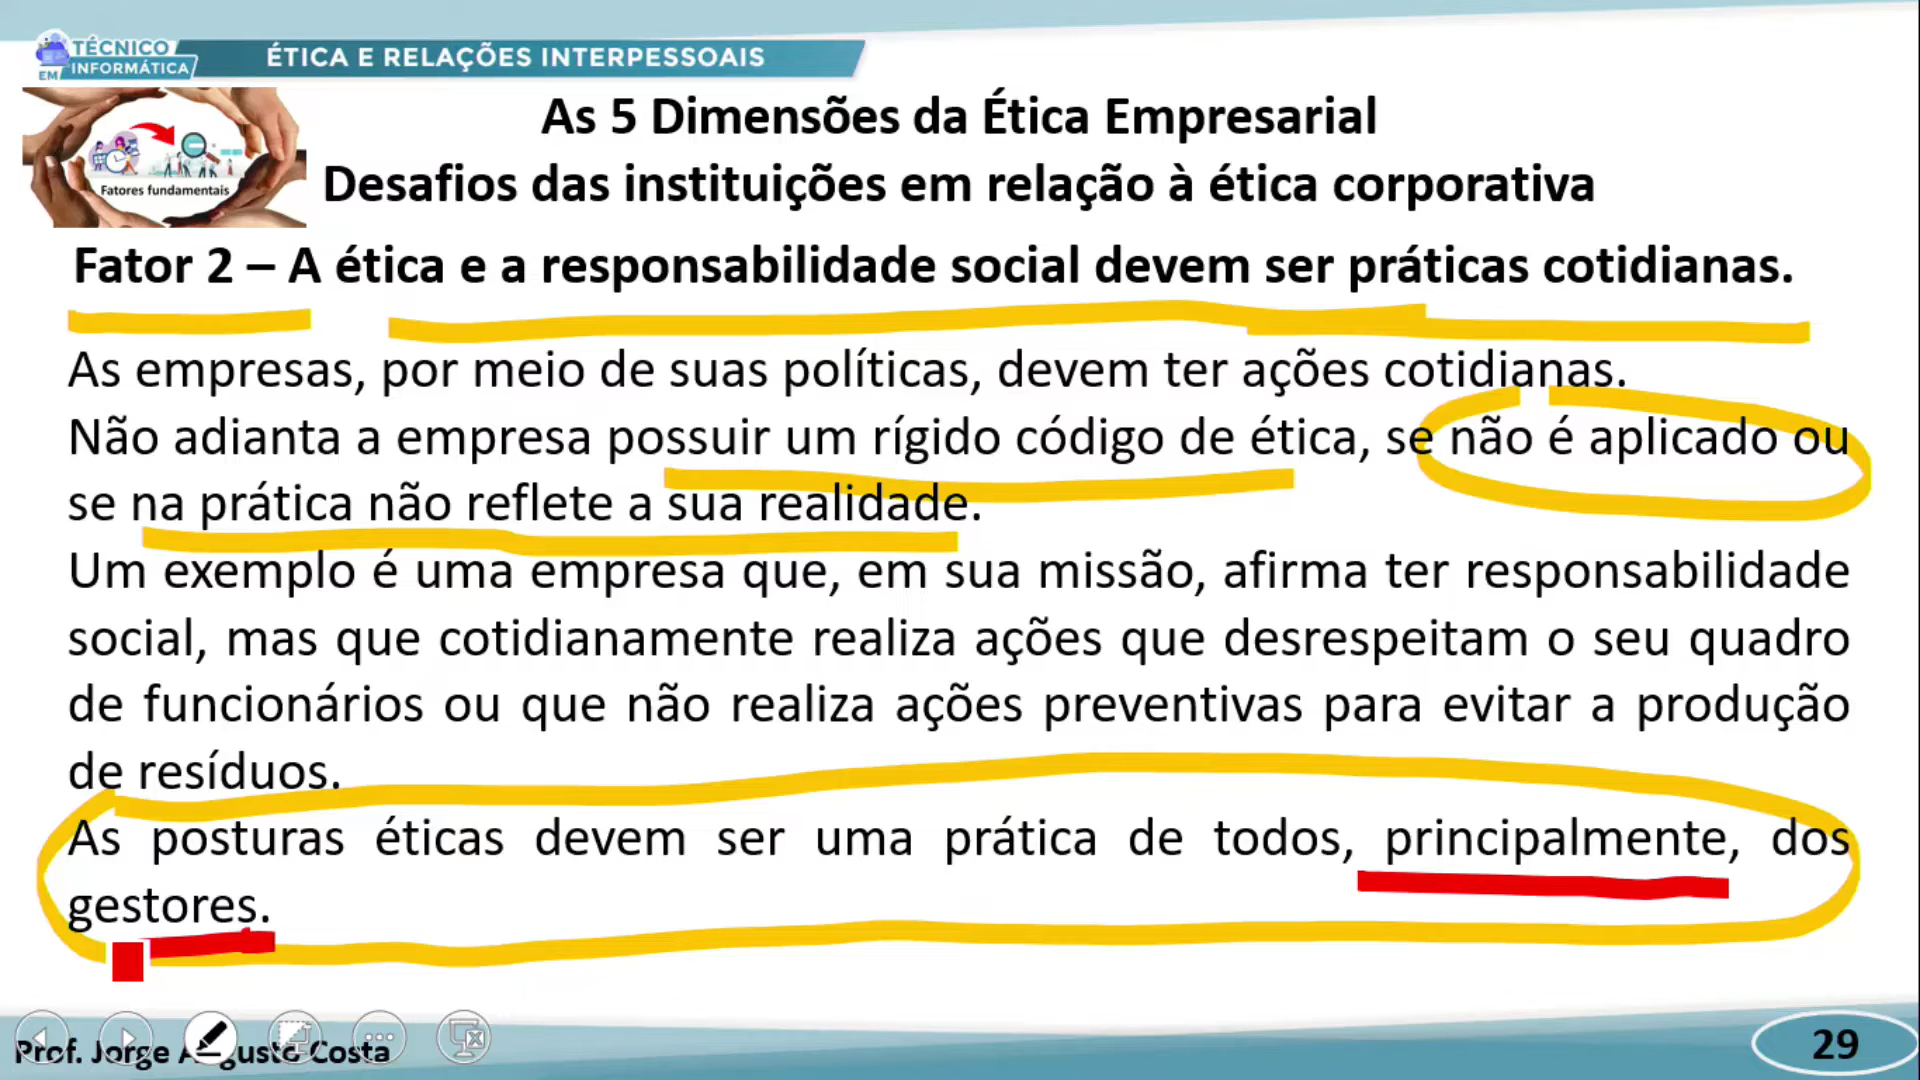 TÉCNICO
EM INFORMÁTICA
ÉTICA E RELAÇÕES INTERPESSOAIS
Fatores fundamentais
As 5 Dimensões da Ética Empresarial
Desafios das instituições em relação à ética corporativa
Fator 2 – A ética e a responsabilidade social devem ser práticas cotidianas.
As empresas, por meio de suas políticas, devem ter ações cotidianas.
Não adianta a empresa possuir um rígido código de ética, se não é aplicado ou
se na prática não reflete a sua realidade.
Um exemplo é uma empresa que, em sua missão, afirma ter responsabilidade
social, mas que cotidianamente realiza ações que desrespeitam o seu quadro
de funcionários ou que não realiza ações preventivas para evitar a produção
de resíduos.
As posturas éticas devem ser uma prática de todos, principalmente, dos
gestores.
Prof. Jorge Augusto Costa
29